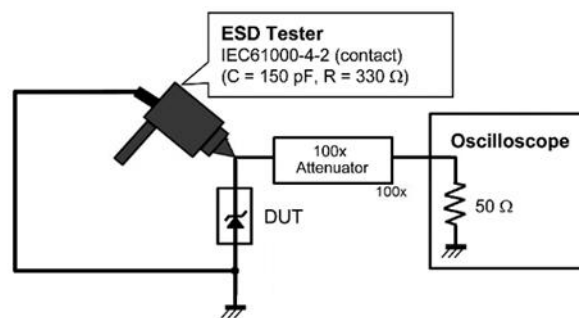 ESD Tester
IEC61000-4-2 (contact)
(C = 150 pF, R = 330 Ω)
Oscilloscope
100x
Attenuator
100x
50 Ω
DUT